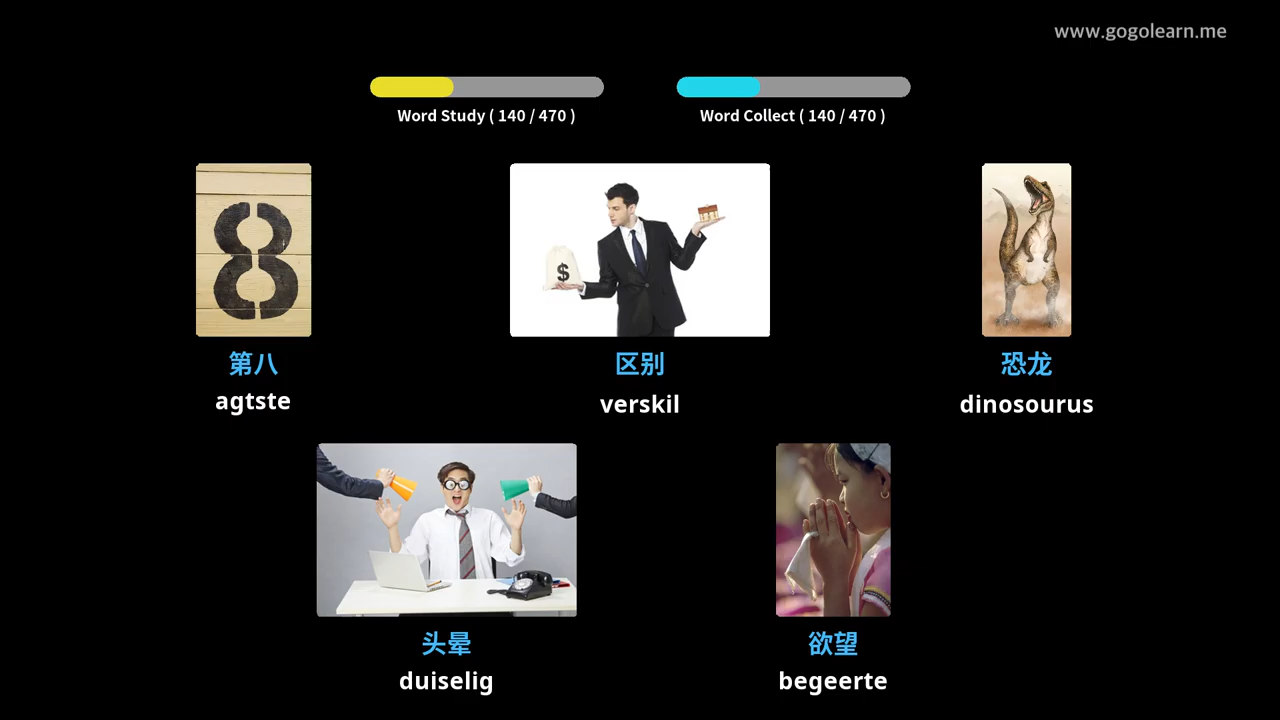 www.gogolearn.me
Word Study ( 140 / 470 )
Word Collect ( 140 / 470 )
8
$
第八
区别
恐龙
agtste
verskil
dinosourus
头晕
欲望
duiselig
begeerte